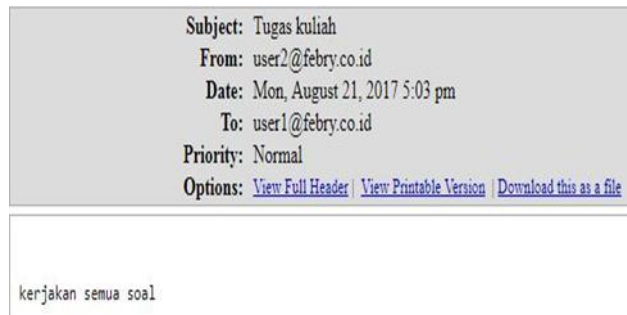 Subject: Tugas kuliah
From: user2@febry.co.id
Date: Mon, August 21, 2017 5:03 pm
To: user1@febry.co.id
Priority: Normal
Options: View Full Header | View Printable Version | Download this as a file
kerjakan semua soal